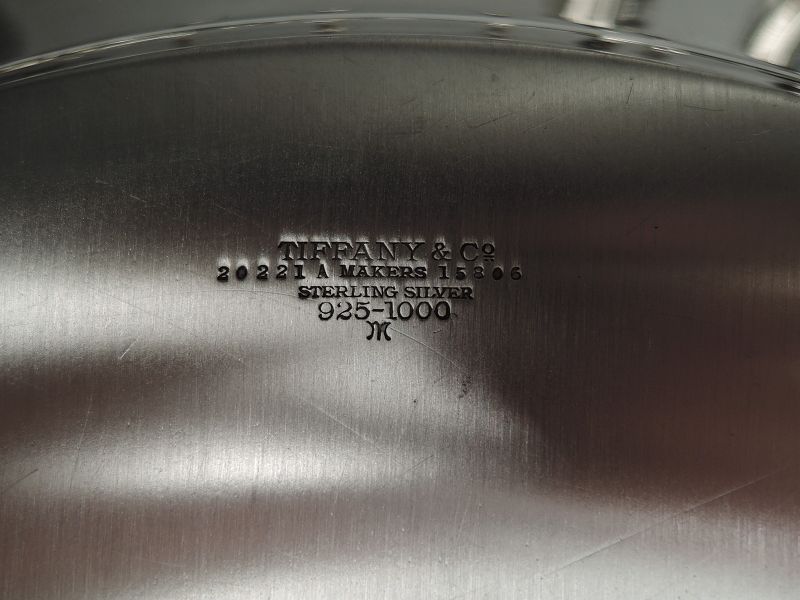 TIFFANY & Co
20221 A MAKERS 15806
STERLING SILVER
925-1000
M